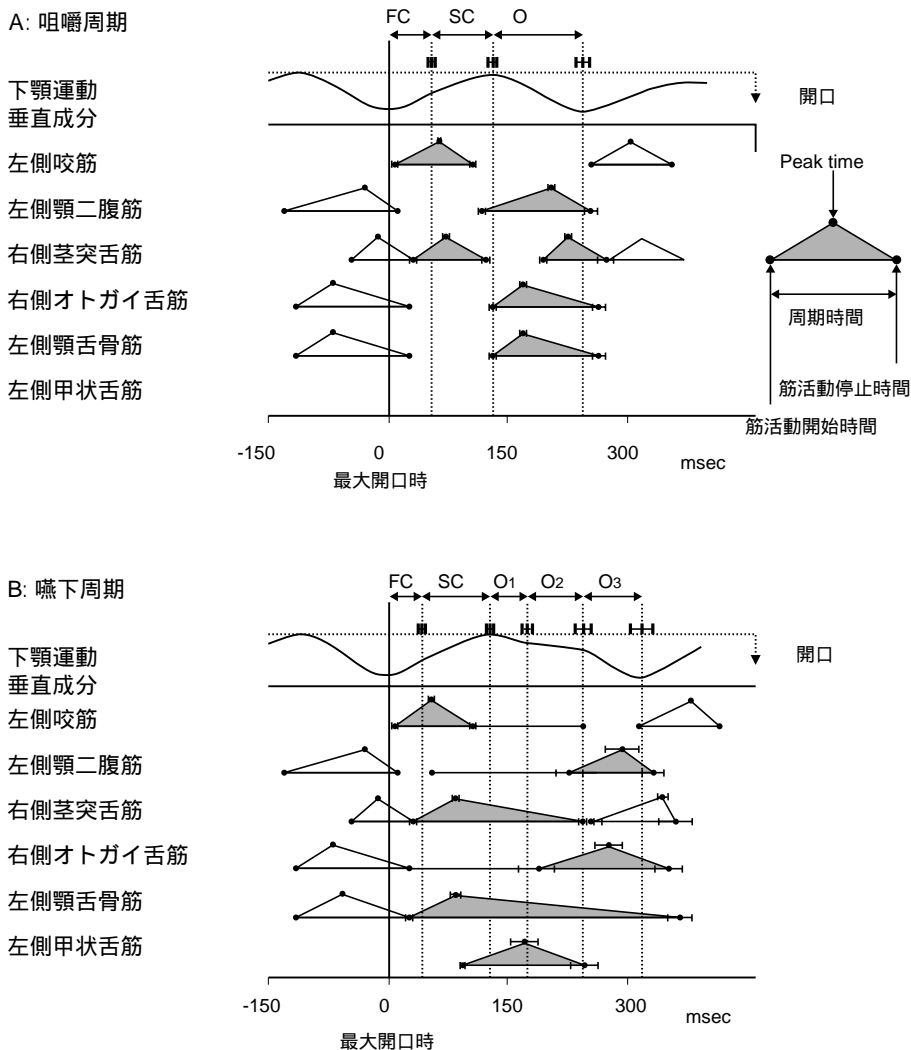 A: 咀嚼周期
FC SC O
下顎運動
垂直成分
開口
左側咬筋
Peak time
左側顎二腹筋
右側茎突舌筋
右側オトガイ舌筋
周期時間
左側顎舌骨筋
左側甲状舌筋
筋活動停止時間
筋活動開始時間
-150 0 150 300 msec
最大開口時
B: 嚥下周期
FC SC O1 O2 O3
下顎運動
垂直成分
開口
左側咬筋
左側顎二腹筋
右側茎突舌筋
右側オトガイ舌筋
左側顎舌骨筋
左側甲状舌筋
-150 0 150 300 msec
最大開口時